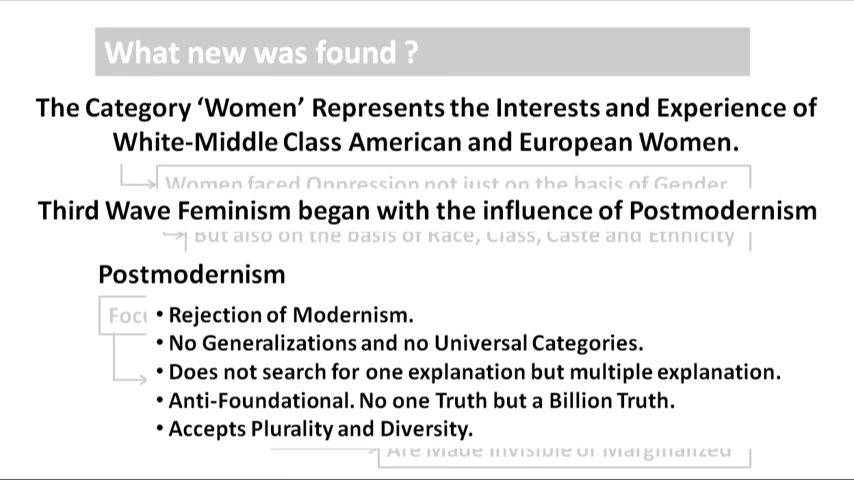 What new was found ?
The Category ‘Women’ Represents the Interests and Experience of
White-Middle Class American and European Women.
Women faced Oppression not just on the basis of Gender
Third Wave Feminism began with the influence of Postmodernism
But also on the basis of Race, Class, Caste and Ethnicity
Postmodernism
• Rejection of Modernism.
• No Generalizations and no Universal Categories.
• Does not search for one explanation but multiple explanation.
• Anti-Foundational. No one Truth but a Billion Truth.
• Accepts Plurality and Diversity.
Are Made Invisible or Marginalized